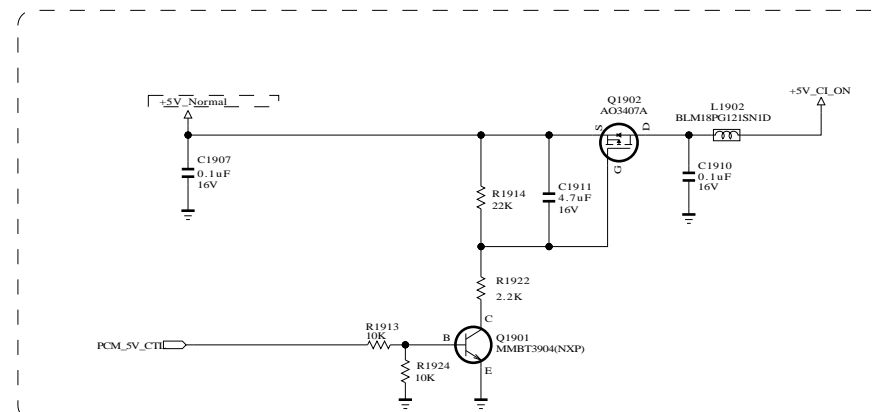 +5V_Normal
C1907
0.1uF
16V
R1914
22K
C1911
4.7uF
16V
Q1902
AO3407A
S
D
G
L1902
BLM18PG121SN1D
+5V_CI_ON
C1910
0.1uF
16V
R1922
2.2K
PCM_5V_CTL
R1913
10K
R1924
10K
B
C
E
Q1901
MMBT3904(NXP)